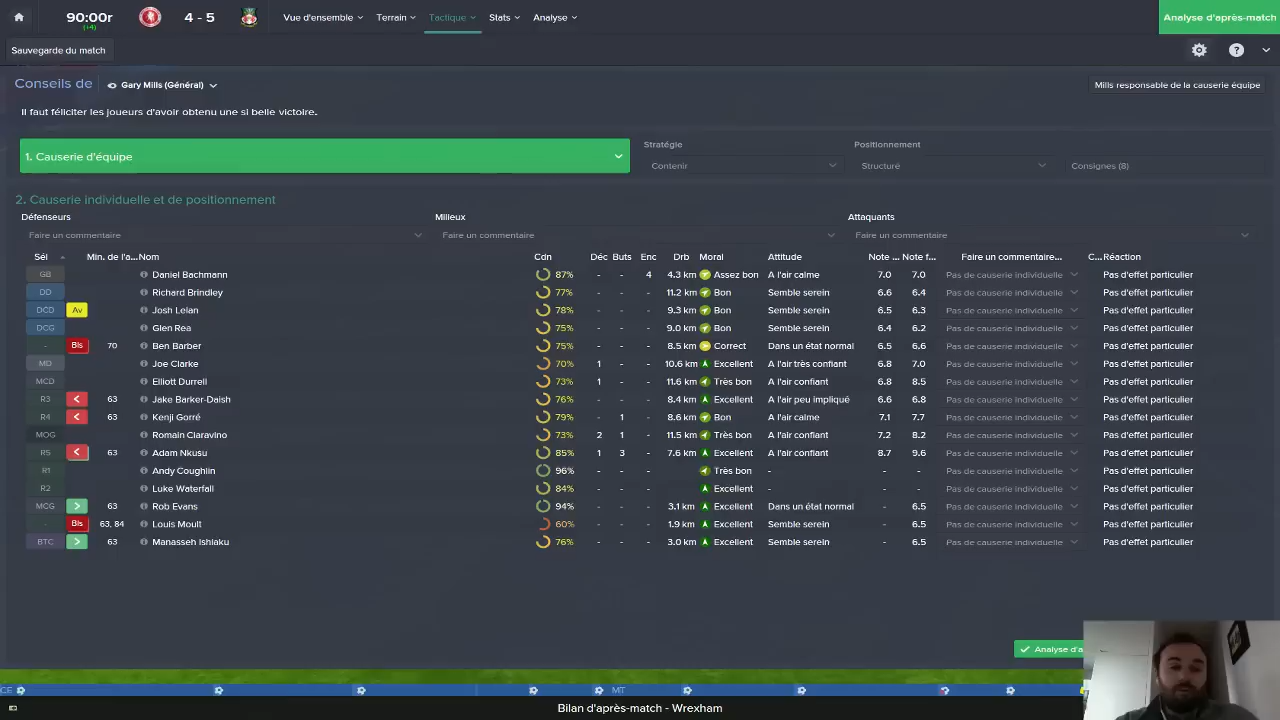 90:00r 4 - 5 Vue d'ensemble Terrain Tactique Stats Analyse Analyse d'après-match
(+4)
Sauvegarde du match
Conseils de Gary Mills (Général) Mills responsable de la causerie équipe
Il faut féliciter les joueurs d'avoir obtenu une si belle victoire.
1. Causerie d'équipe
Stratégie Positionnement
Contenir Structuré Consignes (8)
2. Causerie individuelle et de positionnement
Défenseurs Milieux Attaquants
Faire un commentaire Faire un commentaire Faire un commentaire
Sél Min. de l'a... Nom Cdn Déc Buts Enc Drb Moral Attitude Note ... Note f... Faire un commentaire... C... Réaction
GB Daniel Bachmann 87% - - 4 4.3 km Assez bon A l'air calme 7.0 7.0 Pas de causerie individuelle Pas d'effet particulier
DD Richard Brindley 77% - - - 11.2 km Bon Semble serein 6.6 6.4 Pas de causerie individuelle Pas d'effet particulier
DCD Av Josh Lelan 78% - - - 9.3 km Bon Semble serein 6.5 6.3 Pas de causerie individuelle Pas d'effet particulier
DCG Glen Rea 75% - - - 9.0 km Bon Semble serein 6.4 6.2 Pas de causerie individuelle Pas d'effet particulier
- Bls 70 Ben Barber 75% - - - 8.5 km Correct Dans un état normal 6.5 6.6 Pas de causerie individuelle Pas d'effet particulier
MD Joe Clarke 70% 1 - - 10.6 km Excellent A l'air très confiant 6.8 7.0 Pas de causerie individuelle Pas d'effet particulier
MCD Elliott Durrell 73% 1 - - 11.6 km Très bon A l'air confiant 6.8 8.5 Pas de causerie individuelle Pas d'effet particulier
R3 < 63 Jake Barker-Daish 76% - - - 8.4 km Excellent A l'air peu impliqué 6.6 6.8 Pas de causerie individuelle Pas d'effet particulier
R4 < 63 Kenji Gorré 79% - 1 - 8.6 km Bon A l'air calme 7.1 7.7 Pas de causerie individuelle Pas d'effet particulier
MOG Romain Ciaravino 73% 2 1 - 11.5 km Très bon A l'air confiant 7.2 8.2 Pas de causerie individuelle Pas d'effet particulier
R5 < 63 Adam Nkusu 85% 1 3 - 7.6 km Excellent A l'air confiant 8.7 9.6 Pas de causerie individuelle Pas d'effet particulier
R1 Andy Coughlin 96% - - - Très bon - - - Pas de causerie individuelle Pas d'effet particulier
R2 Luke Waterfall 84% - - - Excellent - - - Pas de causerie individuelle Pas d'effet particulier
MCG > 63 Rob Evans 94% - - - 3.1 km Excellent Dans un état normal - 6.5 Pas de causerie individuelle Pas d'effet particulier
- Bls 63, 84 Louis Moult 60% - - - 1.9 km Excellent Semble serein - 6.5 Pas de causerie individuelle Pas d'effet particulier
BTC > 63 Manasseh Ishiaku 76% - - - 3.0 km Excellent Semble serein - 6.5 Pas de causerie individuelle Pas d'effet particulier
Analyse d'a
CE MT
Bilan d'après-match - Wrexham